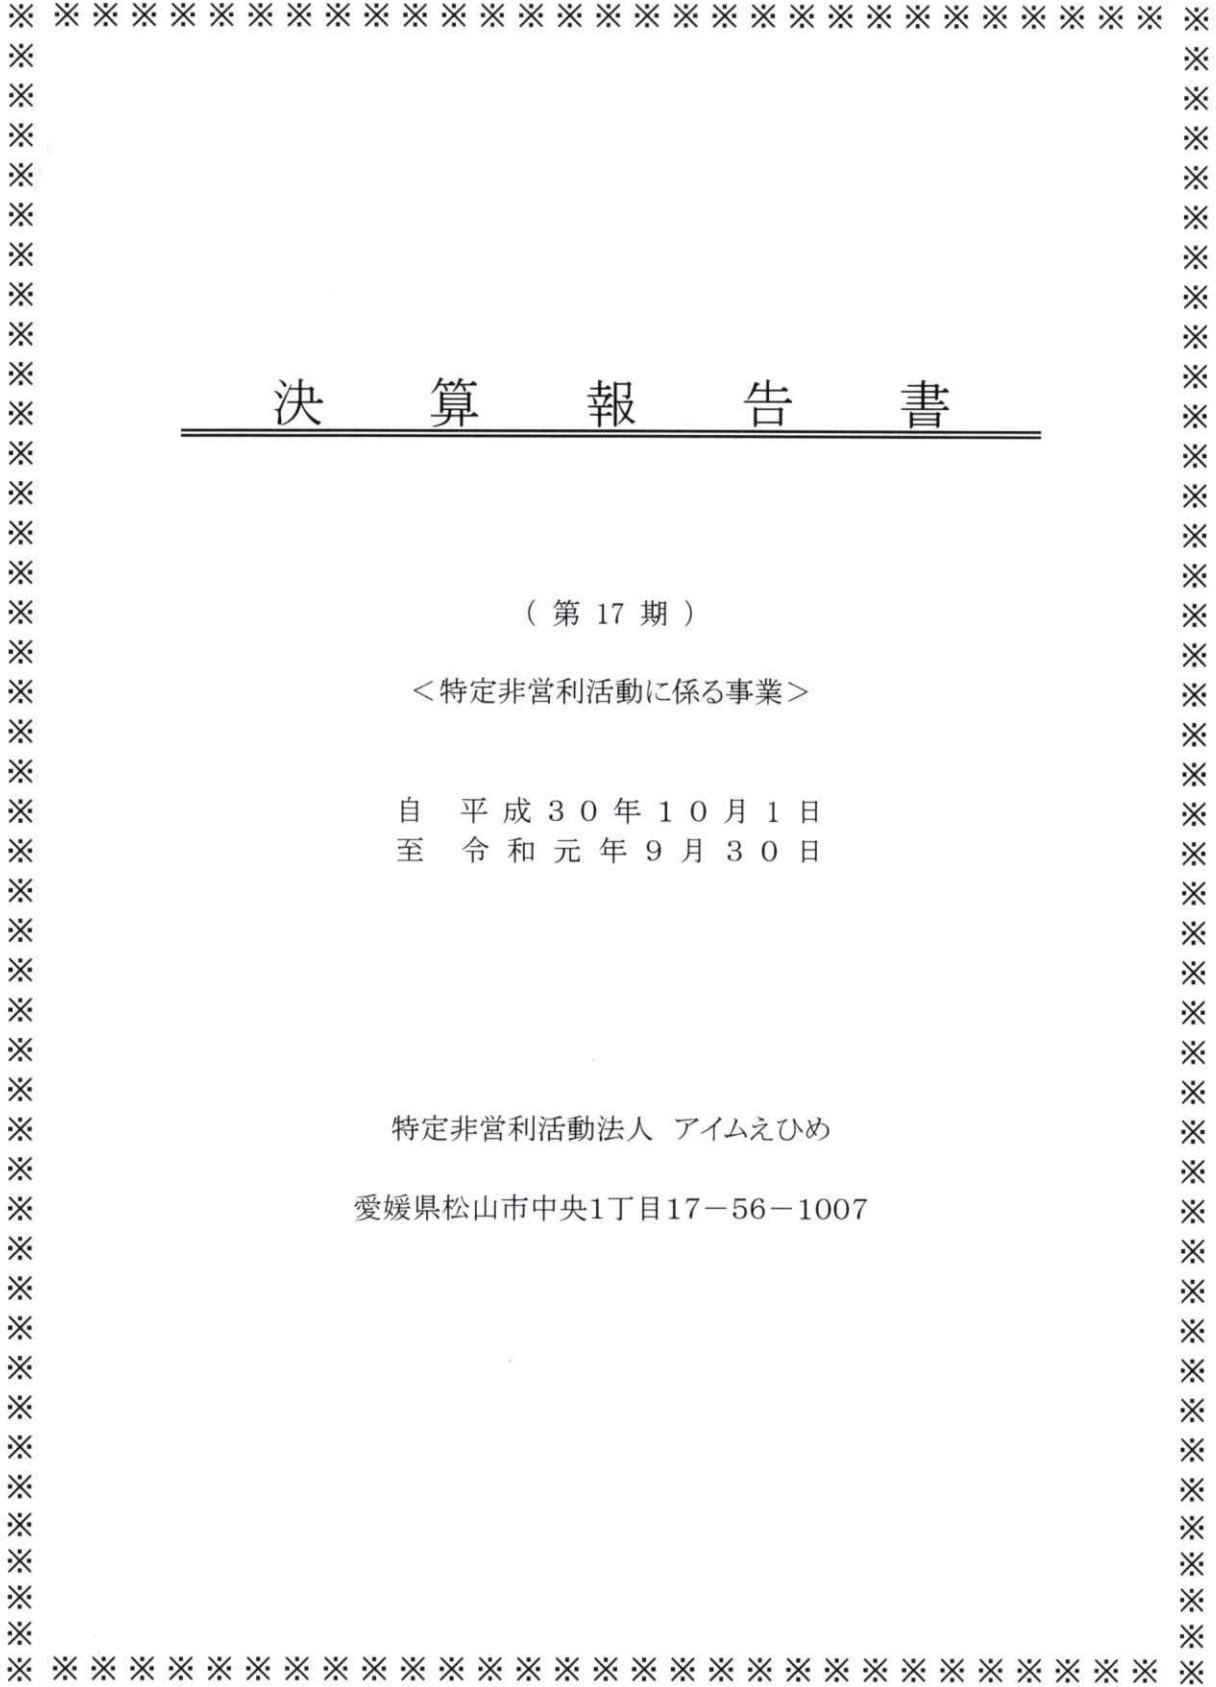 決算報告書
（第 17 期）
＜特定非営利活動に係る事業＞
自 平成３０年１０月１日
至 令和元年９月３０日
特定非営利活動法人 アイムえひめ
愛媛県松山市中央1丁目17－56－1007